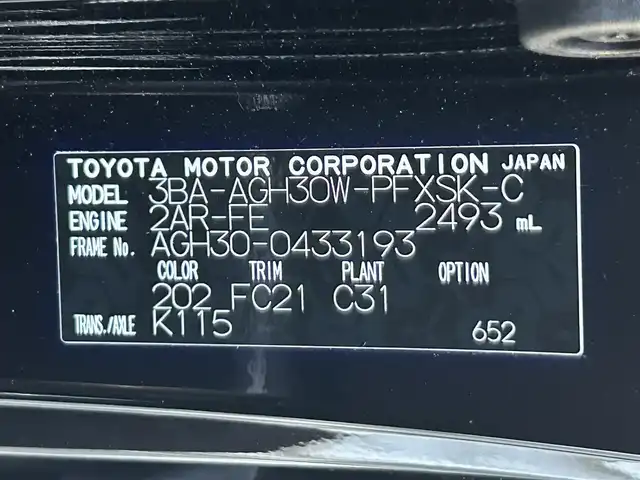 TOYOTA MOTOR CORPORATION JAPAN
MODEL 3BA-AGH30W-PFXSK-C
ENGINE 2AR-FE 2493 mL
FRAME No. AGH30-0433193
COLOR TRIM PLANT OPTION
202 FC21 C31
TRANS./AXLE K115
652